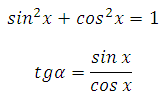 sin²x + cos²x = 1
tgα = sin x / cos x